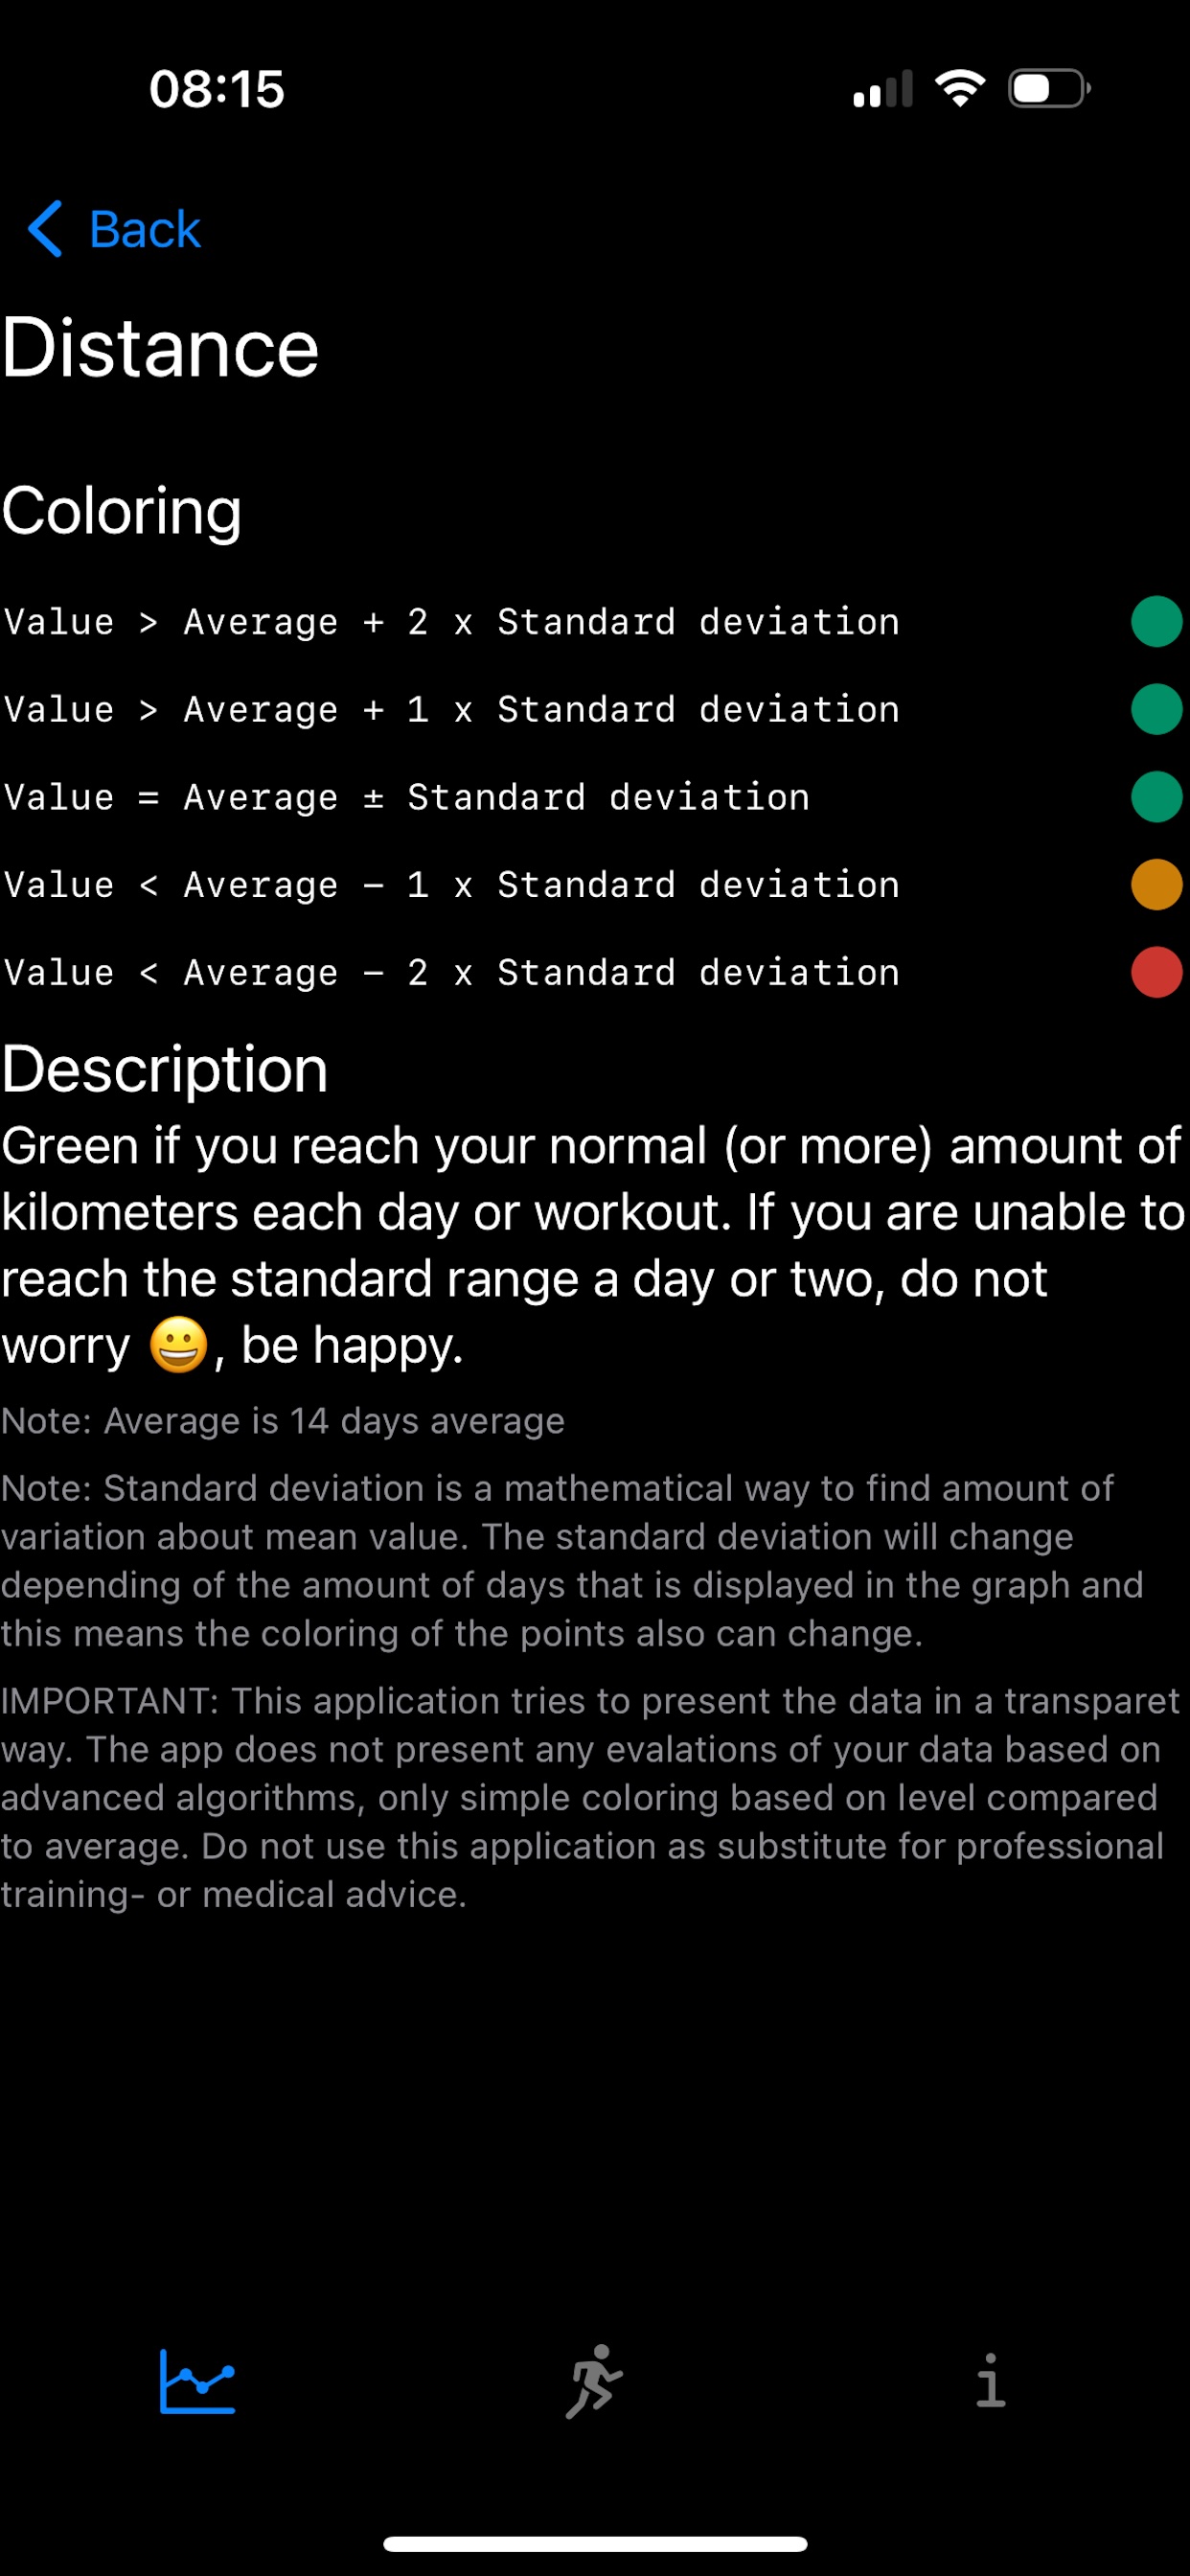 08:15
Back
Distance
Coloring
Value > Average + 2 x Standard deviation
Value > Average + 1 x Standard deviation
Value = Average ± Standard deviation
Value < Average − 1 x Standard deviation
Value < Average − 2 x Standard deviation
Description
Green if you reach your normal (or more) amount of
kilometers each day or workout. If you are unable to
reach the standard range a day or two, do not
worry 😀, be happy.
Note: Average is 14 days average
Note: Standard deviation is a mathematical way to find amount of
variation about mean value. The standard deviation will change
depending of the amount of days that is displayed in the graph and
this means the coloring of the points also can change.
IMPORTANT: This application tries to present the data in a transparet
way. The app does not present any evalations of your data based on
advanced algorithms, only simple coloring based on level compared
to average. Do not use this application as substitute for professional
training- or medical advice.